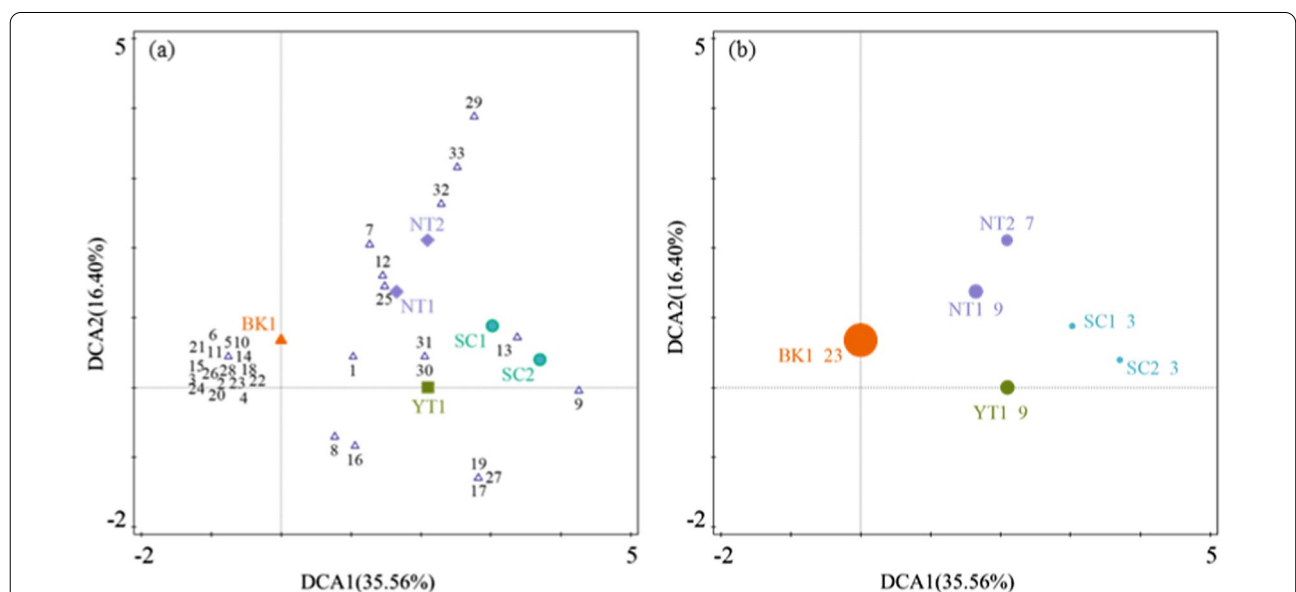 5
(a)
29
33
32
NT2
7
12
25
NT1
BK1
6
5 10
21
11
14
31
SC1
13
15
28 18
1
30
SC2
3
26
2
23 22
24
20
4
YT1
9
8
16
19
27
17
-2
-2
5
DCA1(35.56%)
DCA2(16.40%)
5
(b)
NT2 7
NT1 9
SC1 3
BK1 23
SC2 3
YT1 9
-2
-2
5
DCA1(35.56%)
DCA2(16.40%)